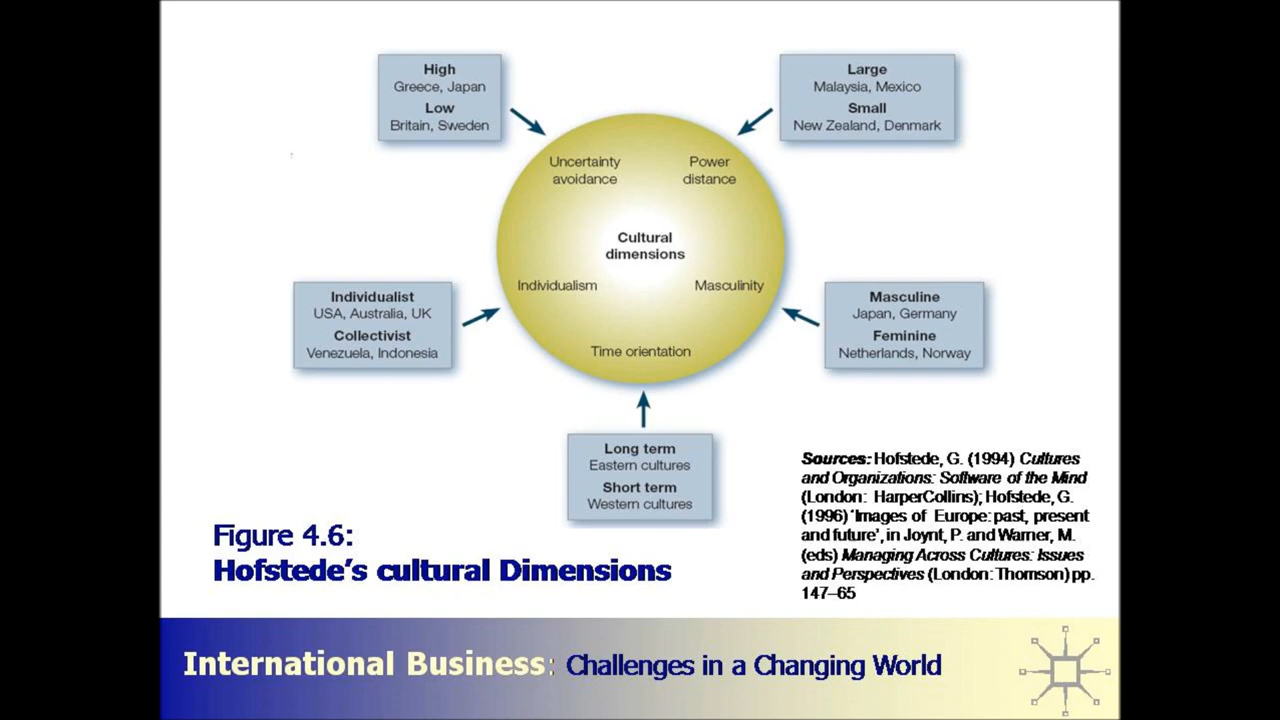 High
Greece, Japan
Low
Britain, Sweden
Large
Malaysia, Mexico
Small
New Zealand, Denmark
Uncertainty
avoidance
Power
distance
Cultural
dimensions
Individualism
Masculinity
Time orientation
Individualist
USA, Australia, UK
Collectivist
Venezuela, Indonesia
Masculine
Japan, Germany
Feminine
Netherlands, Norway
Long term
Eastern cultures
Short term
Western cultures
Sources: Hofstede, G. (1994) Cultures
and Organizations: Software of the Mind
(London: HarperCollins); Hofstede, G.
(1996) 'Images of Europe: past, present
and future', in Joynt, P. and Warner, M.
(eds) Managing Across Cultures: Issues
and Perspectives (London: Thomson) pp.
147–65
Figure 4.6:
Hofstede's cultural Dimensions
International Business: Challenges in a Changing World